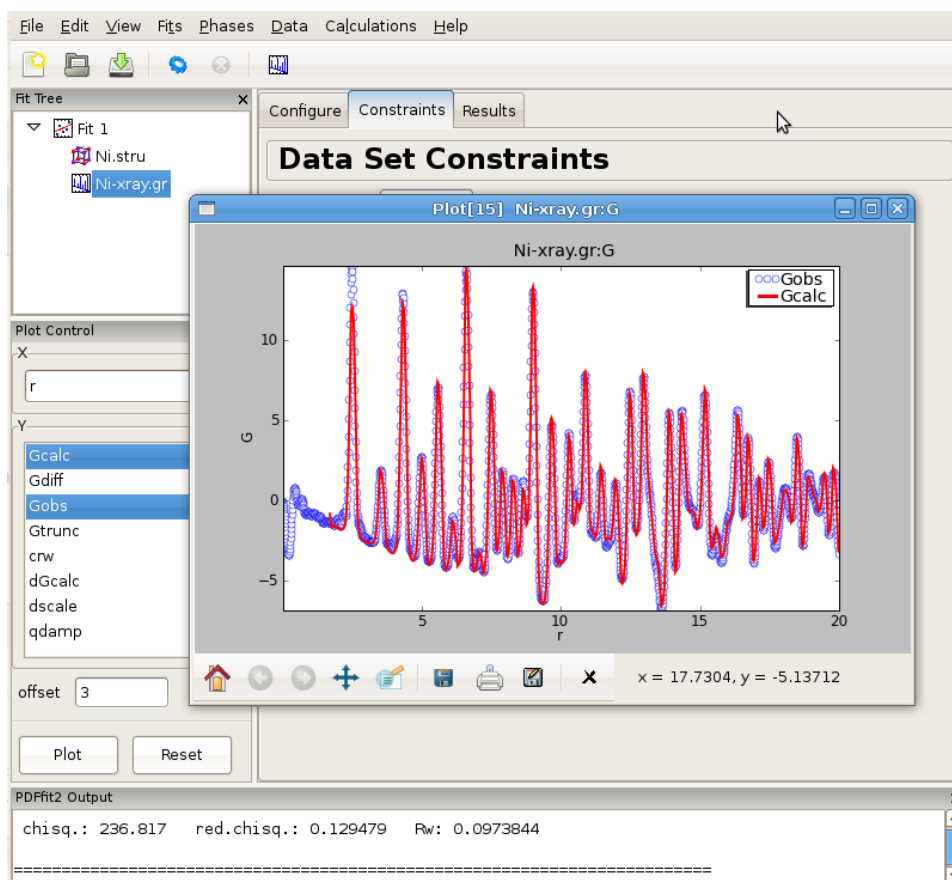 File Edit View Fits Phases Data Calculations Help
Fit Tree
Fit 1
Ni.stru
Ni-xray.gr
Configure Constraints Results
Data Set Constraints
Plot[15] Ni-xray.gr:G
Ni-xray.gr:G
Gobs
Gcalc
10
5
0
−5
G
5 10 15 20
r
x = 17.7304, y = -5.13712
Plot Control
X
r
Y
Gcalc
Gdiff
Gobs
Gtrunc
crw
dGcalc
dscale
qdamp
offset 3
Plot Reset
PDFfit2 Output
chisq.: 236.817 red.chisq.: 0.129479 Rw: 0.0973844
==============================================================================